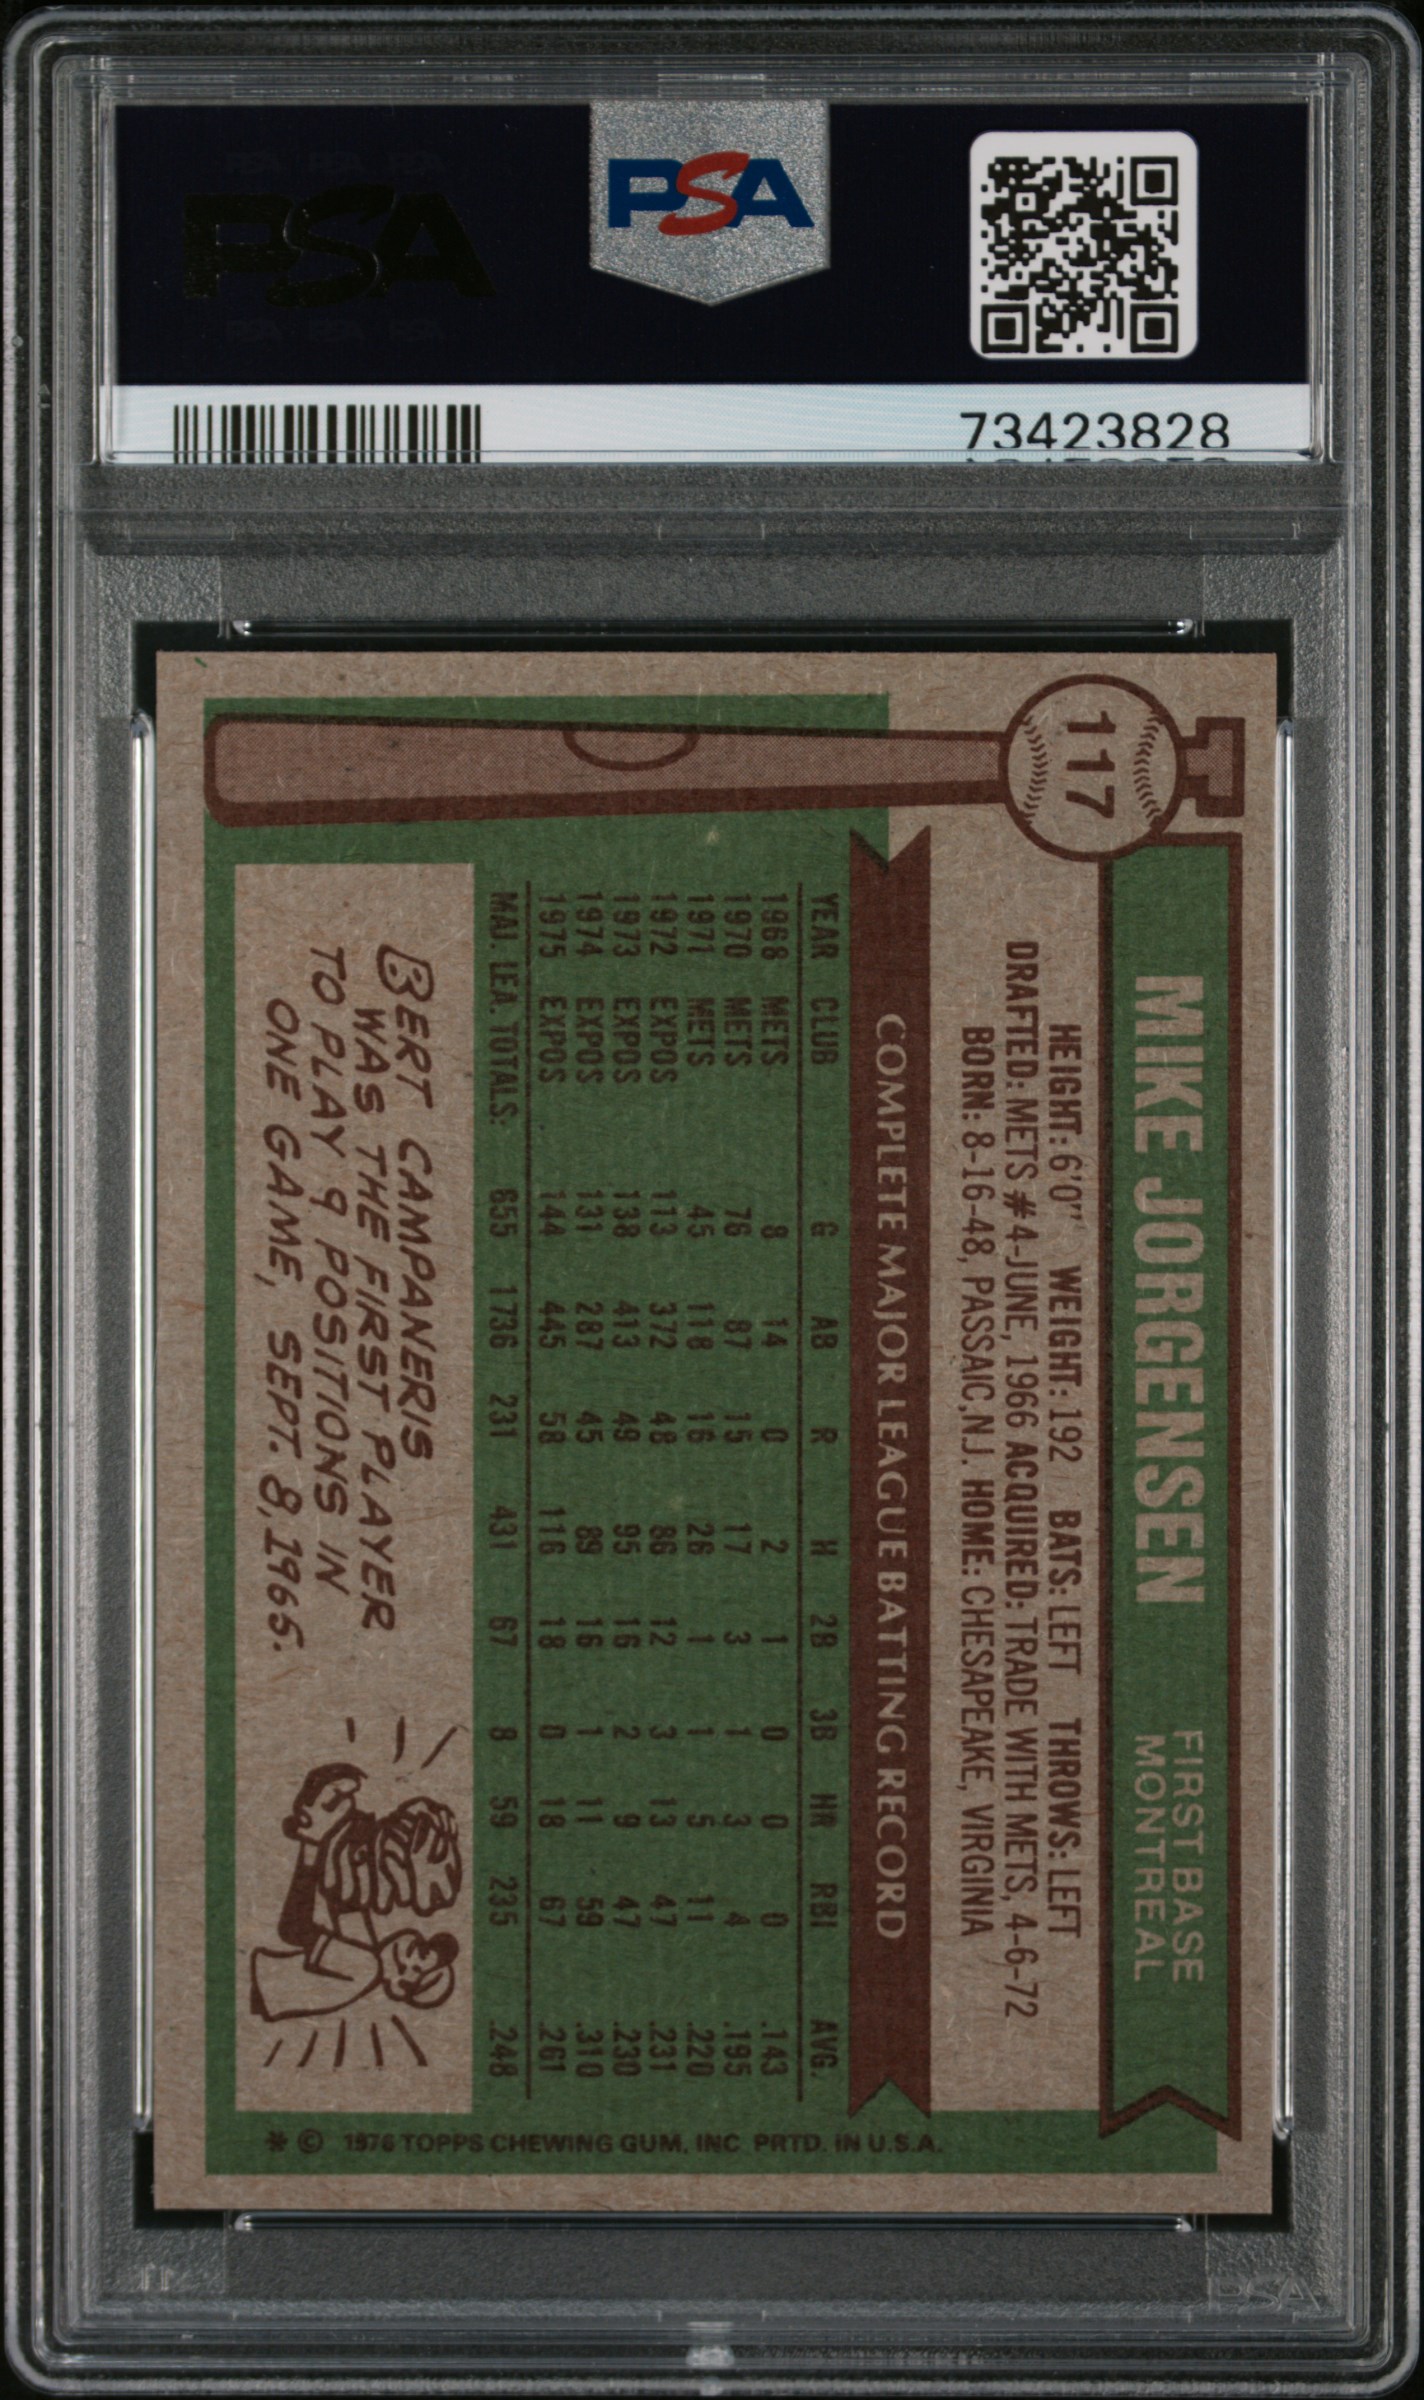 PSA
PSA
73423828
117
MIKE JORGENSEN
FIRST BASE
MONTREAL
HEIGHT: 6'0" WEIGHT: 192 BATS: LEFT THROWS: LEFT
DRAFTED: METS #4-JUNE, 1966 ACQUIRED: TRADE WITH METS, 4-6-72
BORN: 8-16-48, PASSAIC, N.J. HOME: CHESAPEAKE, VIRGINIA
COMPLETE MAJOR LEAGUE BATTING RECORD
YEAR CLUB G AB R H 2B 3B HR RBI AVG.
1968 METS 8 14 0 2 1 0 0 0 .143
1970 METS 76 87 15 17 3 1 3 4 .195
1971 METS 45 118 16 26 1 1 5 11 .220
1972 EXPOS 113 372 48 86 12 3 13 47 .231
1973 EXPOS 138 413 49 95 16 2 9 47 .230
1974 EXPOS 131 287 45 89 16 1 11 59 .310
1975 EXPOS 144 445 58 116 18 0 18 67 .261
MAJ. LEA. TOTALS: 655 1736 231 431 67 8 59 235 .248
BERT CAMPANERIS
WAS THE FIRST PLAYER
TO PLAY 9 POSITIONS IN
ONE GAME, SEPT. 8, 1965.
* © 1976 TOPPS CHEWING GUM, INC PRTD. IN U.S.A.
PSA